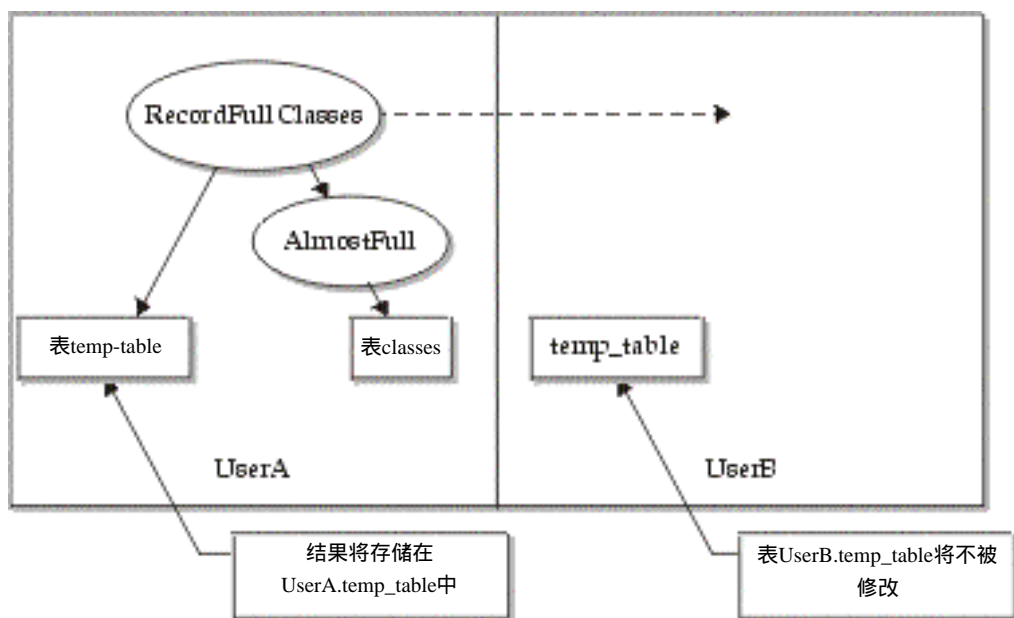 RecordFull Classes
AlmostFull
表temp-table
表classes
temp_table
UserA
UserB
结果将存储在
UserA.temp_table中
表UserB.temp_table将不被
修改